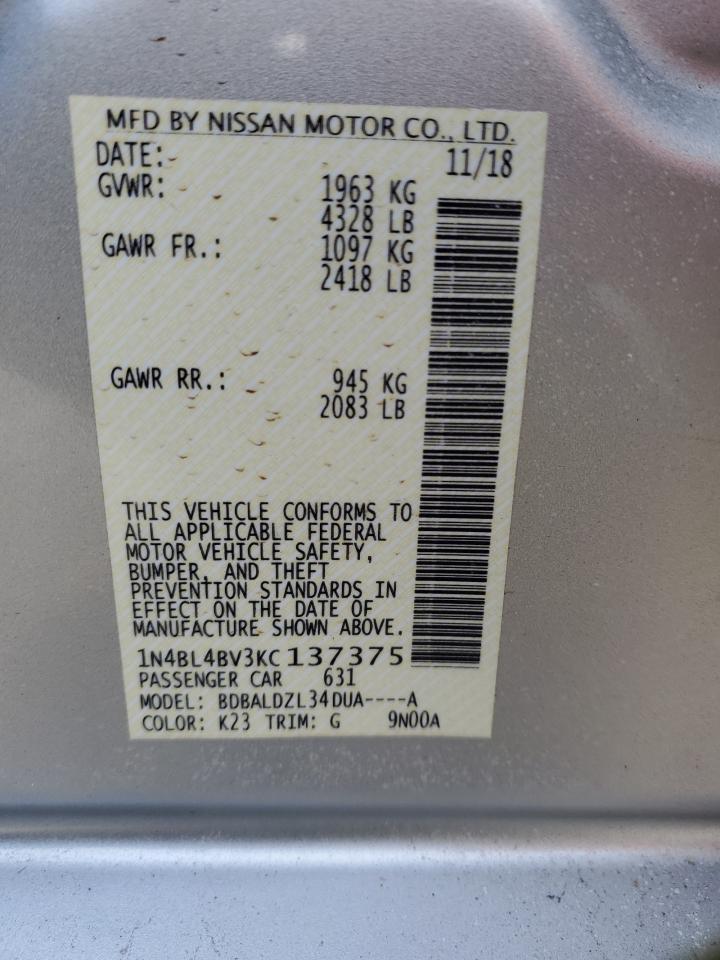 MFD BY NISSAN MOTOR CO., LTD.
DATE: 11/18
GVWR: 1963 KG
4328 LB
GAWR FR.: 1097 KG
2418 LB
GAWR RR.: 945 KG
2083 LB
THIS VEHICLE CONFORMS TO
ALL APPLICABLE FEDERAL
MOTOR VEHICLE SAFETY,
BUMPER, AND THEFT
PREVENTION STANDARDS IN
EFFECT ON THE DATE OF
MANUFACTURE SHOWN ABOVE.
1N4BL4BV3KC137375
PASSENGER CAR 631
MODEL: BDBALDZL34DUA----A
COLOR: K23 TRIM: G 9N00A